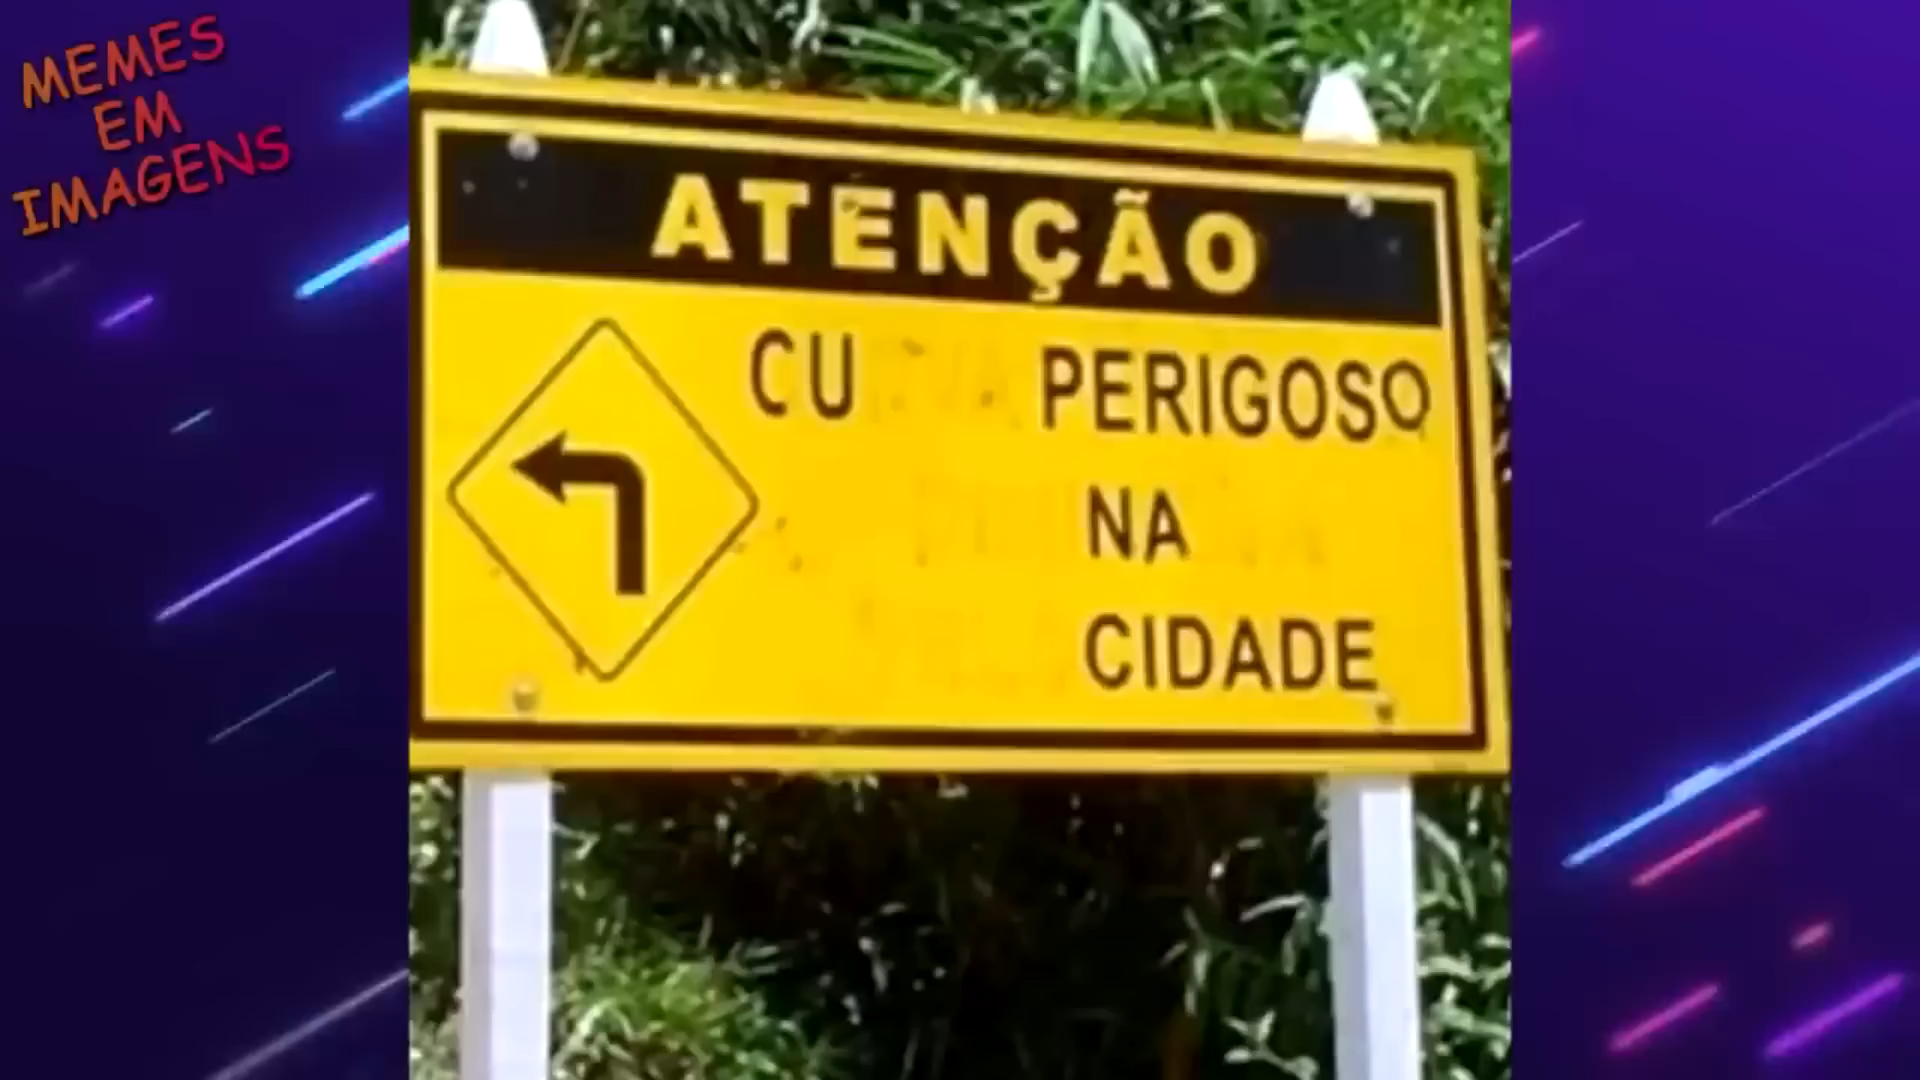 MEMES
EM
IMAGENS
ATENÇÃO
CU PERIGOSO
NA
CIDADE